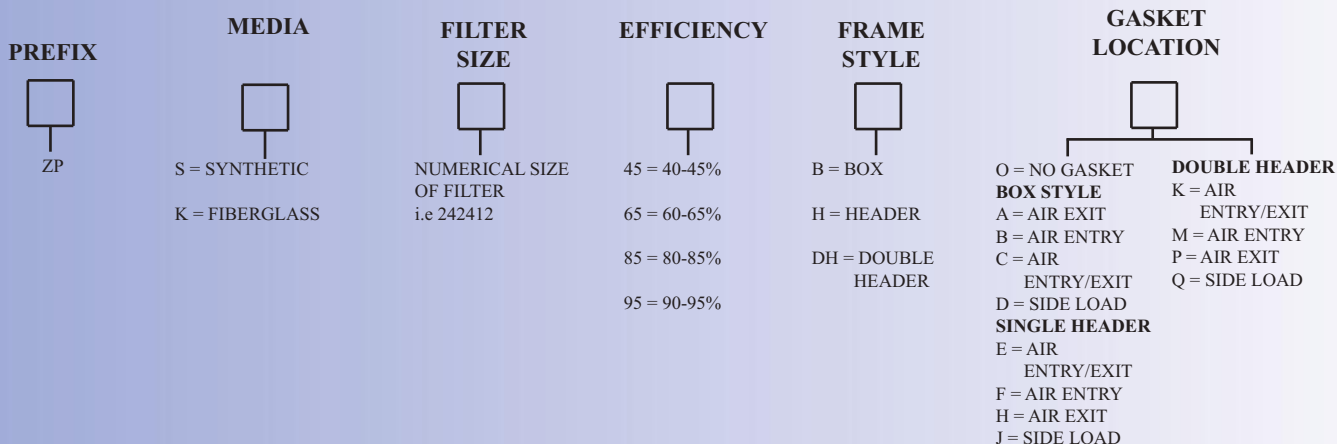 PREFIX
ZP
MEDIA
S = SYNTHETIC
K = FIBERGLASS
FILTER
SIZE
NUMERICAL SIZE
OF FILTER
i.e 242412
EFFICIENCY
45 = 40-45%
65 = 60-65%
85 = 80-85%
95 = 90-95%
FRAME
STYLE
B = BOX
H = HEADER
DH = DOUBLE
HEADER
GASKET
LOCATION
O = NO GASKET
BOX STYLE
A = AIR EXIT
B = AIR ENTRY
C = AIR
ENTRY/EXIT
D = SIDE LOAD
SINGLE HEADER
E = AIR
ENTRY/EXIT
F = AIR ENTRY
H = AIR EXIT
J = SIDE LOAD
DOUBLE HEADER
K = AIR
ENTRY/EXIT
M = AIR ENTRY
P = AIR EXIT
Q = SIDE LOAD